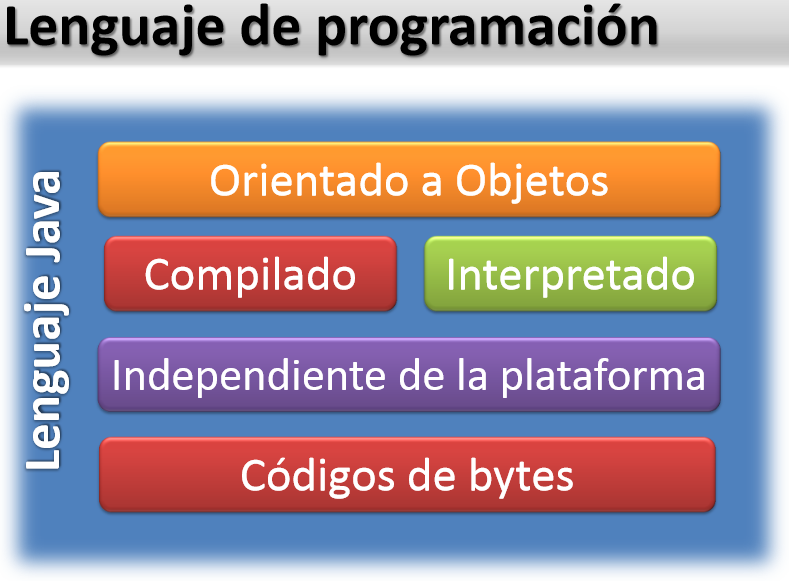 Lenguaje de programación
Lenguaje Java
Orientado a Objetos
Compilado
Interpretado
Independiente de la plataforma
Códigos de bytes